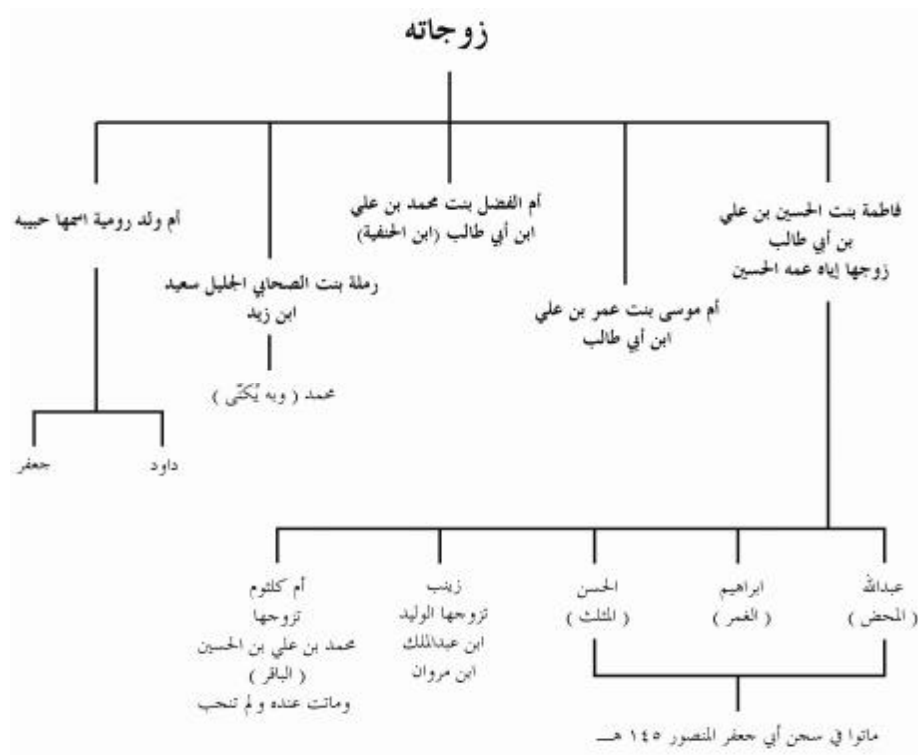 زوجاته
فاطمة بنت الحسين بن علي
بن أبي طالب
زوجها إياه عمه الحسين
أم موسى بنت عمر بن علي
ابن أبي طالب
أم الفضل بنت محمد بن علي
ابن أبي طالب (ابن الحنفية)
رملة بنت الصحابي الجليل سعيد
ابن زيد
محمد ( وبه يُكنّى )
أم ولد رومية اسمها حبيبه
داود
جعفر
عبدالله
( المحض )
ابراهيم
( الغمر )
الحسن
( المثلث )
زينب
تزوجها الوليد
ابن عبدالملك
ابن مروان
أم كلثوم
تزوجها
محمد بن علي بن الحسين
( الباقر )
وماتت عنده ولم تنجب
ماتوا في سجن أبي جعفر المنصور ١٤٥ هــ